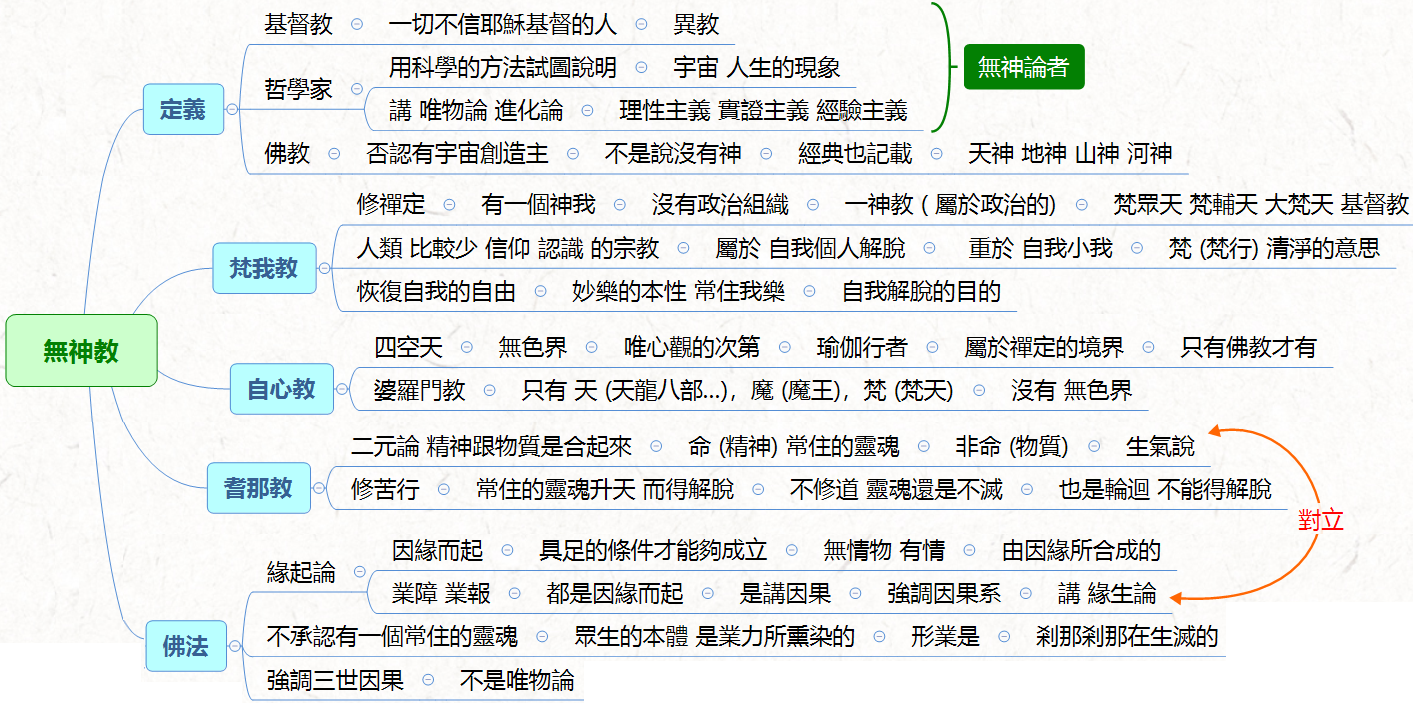 無神教
定義
基督教 一切不信耶穌基督的人 異教
哲學家
用科學的方法試圖說明 宇宙 人生的現象
講 唯物論 進化論 理性主義 實證主義 經驗主義
無神論者
佛教 否認有宇宙創造主 不是說沒有神 經典也記載 天神 地神 山神 河神
梵我教
修禪定 有一個神我 沒有政治組織 一神教 ( 屬於政治的) 梵眾天 梵輔天 大梵天 基督教
人類 比較少 信仰 認識 的宗教 屬於 自我個人解脫 重於 自我小我 梵 (梵行) 清淨的意思
恢復自我的自由 妙樂的本性 常住我樂 自我解脫的目的
自心教
四空天 無色界 唯心觀的次第 瑜伽行者 屬於禪定的境界 只有佛教才有
婆羅門教 只有 天 (天龍八部...)，魔 (魔王)，梵 (梵天) 沒有 無色界
耆那教
二元論 精神跟物質是合起來 命 (精神) 常住的靈魂 非命 (物質) 生氣說
修苦行 常住的靈魂升天 而得解脫 不修道 靈魂還是不滅 也是輪迴 不能得解脫
對立
佛法
緣起論
因緣而起 具足的條件才能夠成立 無情物 有情 由因緣所合成的
業障 業報 都是因緣而起 是講因果 強調因果系 講 緣生論
不承認有一個常住的靈魂 眾生的本體 是業力所熏染的 形業是 剎那剎那在生滅的
強調三世因果 不是唯物論